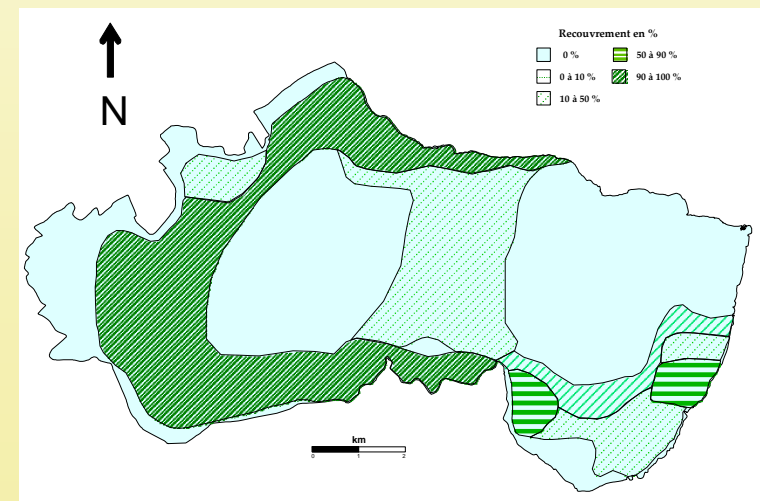 N
Recouvrement en %
0 %
50 à 90 %
0 à 10 %
90 à 100 %
10 à 50 %
km
0 1 2